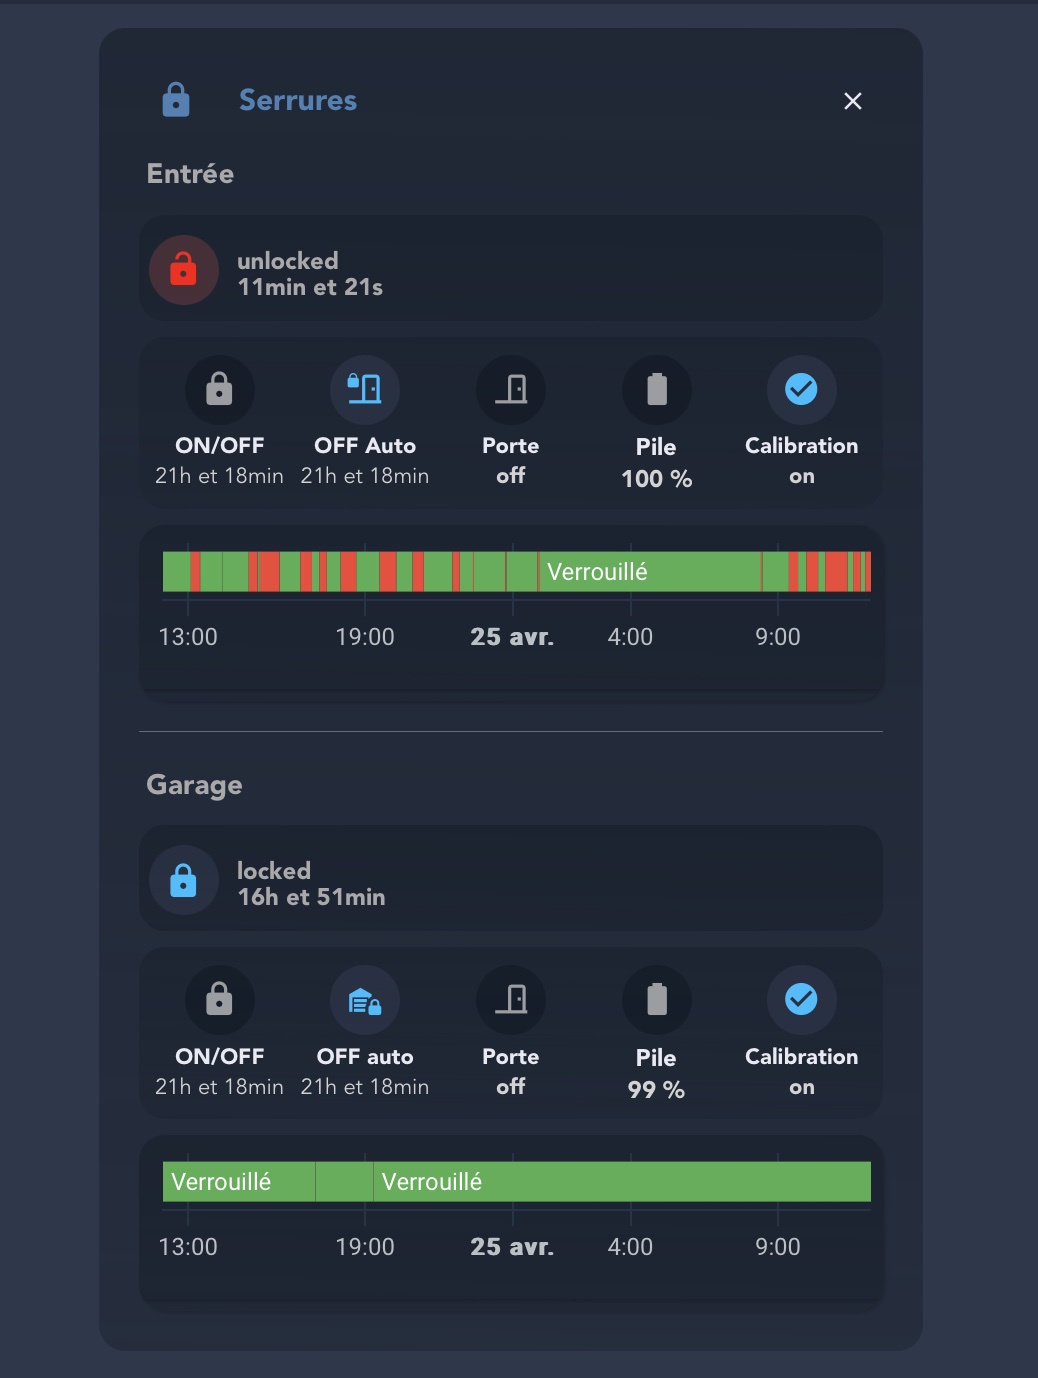 Serrures
Entrée
unlocked
11min et 21s
ON/OFF OFF Auto Porte Pile Calibration
21h et 18min 21h et 18min off 100 % on
Verrouillé
13:00 19:00 25 avr. 4:00 9:00
Garage
locked
16h et 51min
ON/OFF OFF auto Porte Pile Calibration
21h et 18min 21h et 18min off 99 % on
Verrouillé Verrouillé
13:00 19:00 25 avr. 4:00 9:00